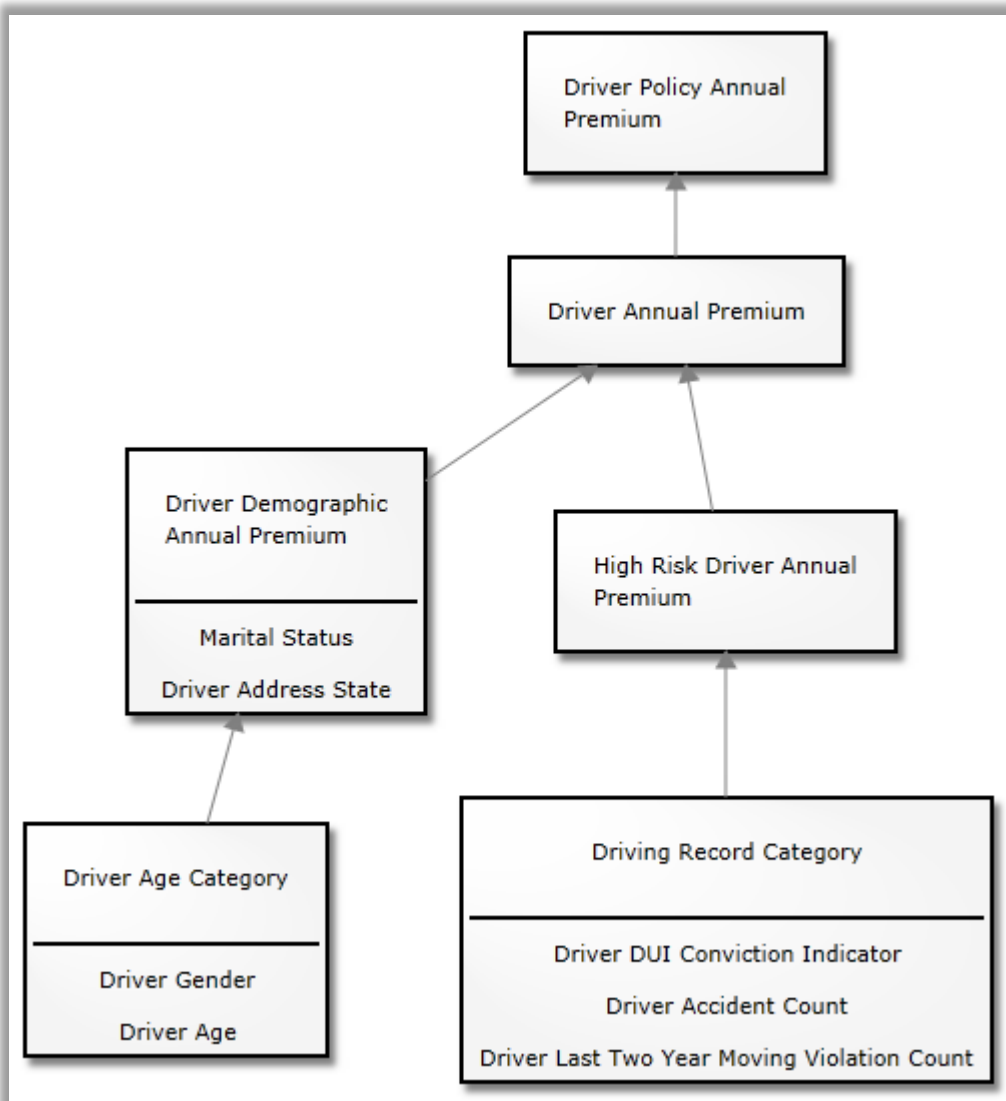 Driver Policy Annual
Premium
Driver Annual Premium
Driver Demographic
Annual Premium
Marital Status
Driver Address State
High Risk Driver Annual
Premium
Driver Age Category
Driver Gender
Driver Age
Driving Record Category
Driver DUI Conviction Indicator
Driver Accident Count
Driver Last Two Year Moving Violation Count